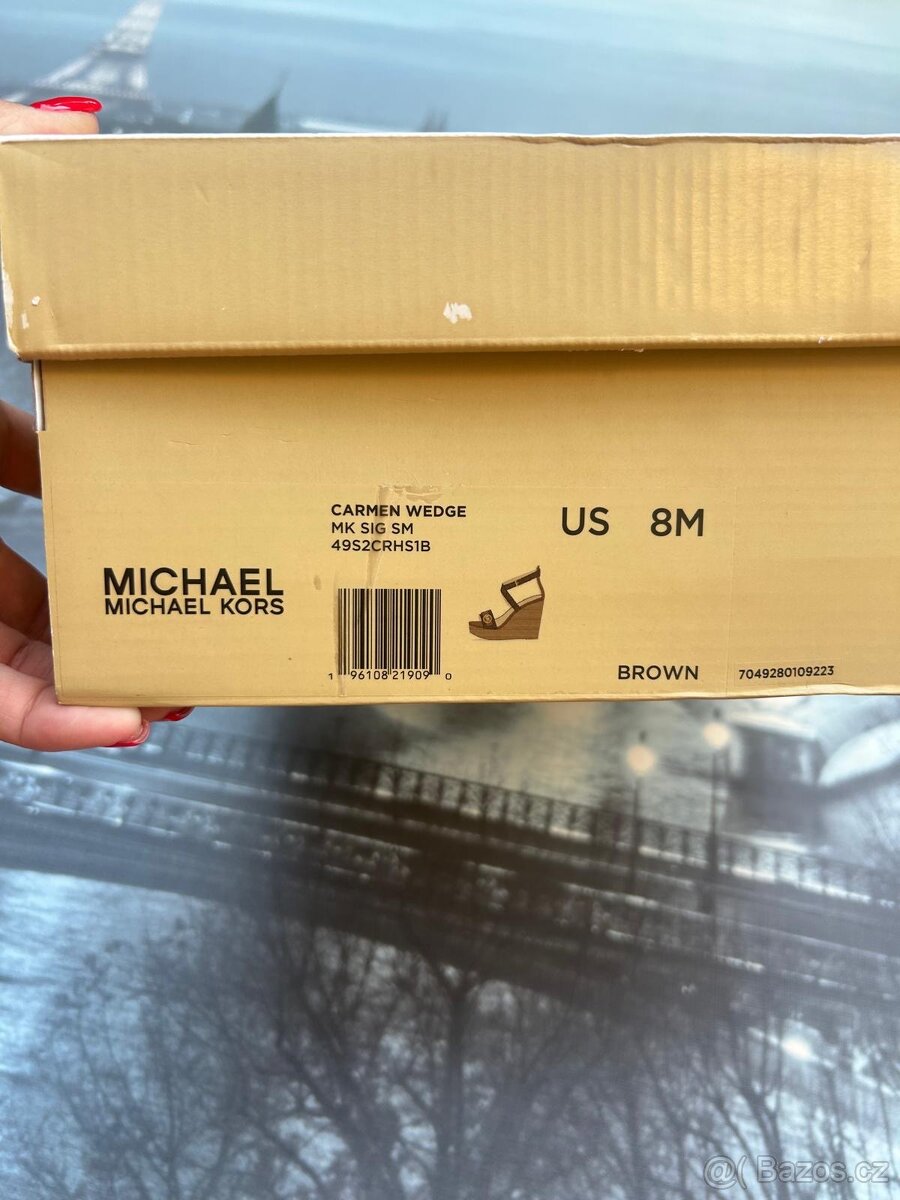 CARMEN WEDGE
MK SIG SM
49S2CRHS1B
US 8M
MICHAEL
MICHAEL KORS
1 96108 21909 0
BROWN
7049280109223
@( Bazos.cz